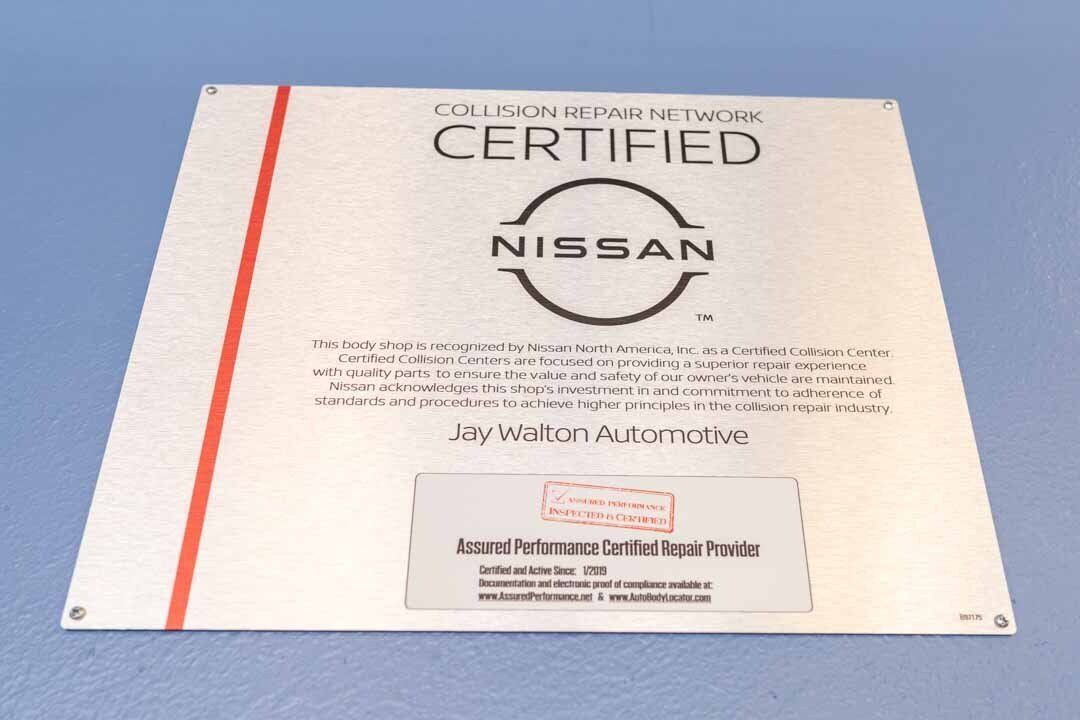 COLLISION REPAIR NETWORK
CERTIFIED
NISSAN
TM
This body shop is recognized by Nissan North America, Inc. as a Certified Collision Center.
Certified Collision Centers are focused on providing a superior repair experience
with quality parts to ensure the value and safety of our owner's vehicle are maintained.
Nissan acknowledges this shop's investment in and commitment to adherence of
standards and procedures to achieve higher principles in the collision repair industry.
Jay Walton Automotive
ASSURED PERFORMANCE
INSPECTED & CERTIFIED
Assured Performance Certified Repair Provider
Certified and Active Since: 1/2019
Documentation and electronic proof of compliance available at:
www.AssuredPerformance.net & www.AutoBodyLocator.com